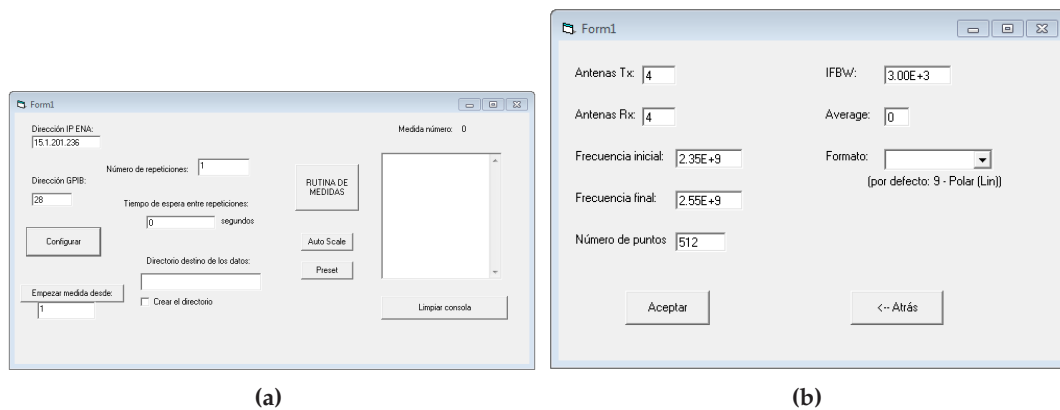 Form1
Dirección IP ENA:
15.1.201.236
Medida número: 0
Número de repeticiones: 1
Dirección GPIB:
28
RUTINA DE
MEDIDAS
Tiempo de espera entre repeticiones:
0 segundos
Configurar
Auto Scale
Directorio destino de los datos:
Preset
Empezar medida desde:
1
Crear el directorio
Limpiar consola
(a)
Form1
Antenas Tx: 4
IFBW: 3.00E+3
Antenas Rx: 4
Average: 0
Frecuencia inicial: 2.35E+9
Formato:
(por defecto: 9 - Polar (Lin))
Frecuencia final: 2.55E+9
Número de puntos 512
Aceptar
<-- Atrás
(b)